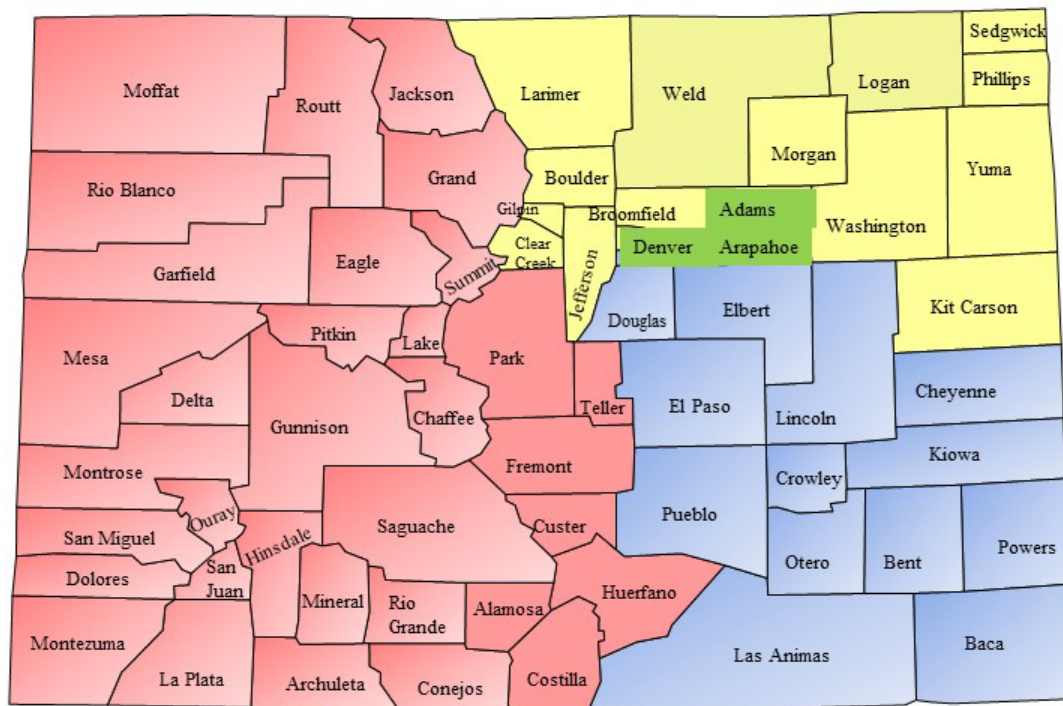 Sedgwick
Moffat
Routt
Jackson
Larimer
Weld
Logan
Phillips
Morgan
Yuma
Rio Blanco
Grand
Boulder
Gilpin
Broomfield
Adams
Washington
Clear
Creek
Denver
Arapahoe
Garfield
Eagle
Summit
Jefferson
Douglas
Elbert
Kit Carson
Mesa
Pitkin
Lake
Park
Cheyenne
Delta
Gunnison
Chaffee
Teller
El Paso
Lincoln
Montrose
Fremont
Crowley
Kiowa
Ouray
San Miguel
Hinsdale
Saguache
Custer
Pueblo
Otero
Bent
Powers
Dolores
San
Juan
Mineral
Rio
Grande
Alamosa
Huerfano
Montezuma
La Plata
Archuleta
Conejos
Costilla
Las Animas
Baca